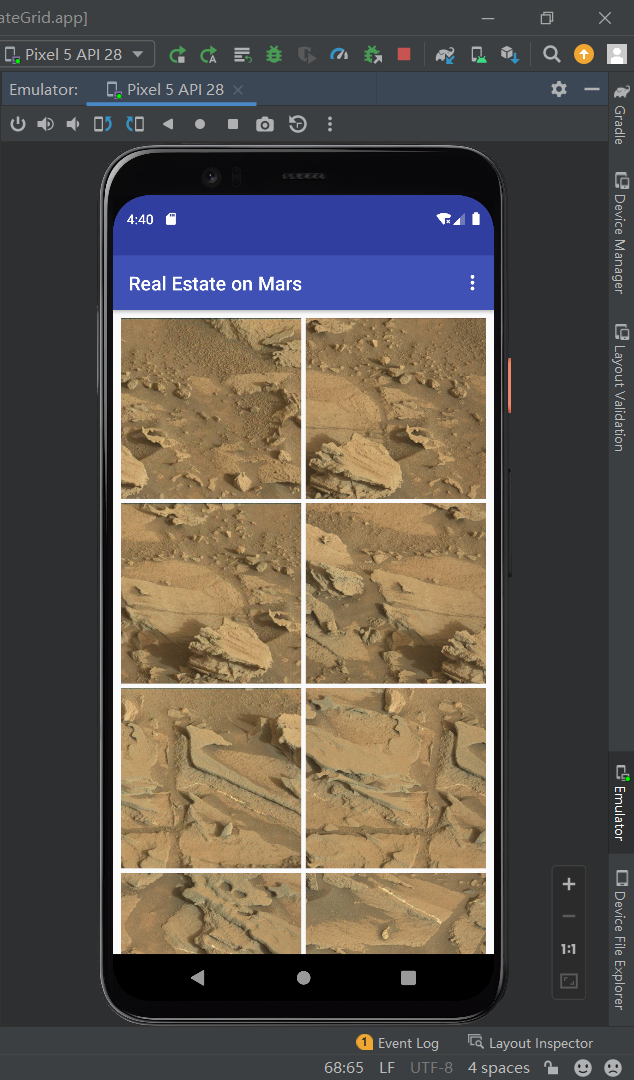 ateGrid.app]
Pixel 5 API 28
Emulator:
Pixel 5 API 28
4:40
Real Estate on Mars
Gradle
Device Manager
Layout Validation
Emulator
Device File Explorer
1:1
1 Event Log
Layout Inspector
68:65 LF UTF-8 4 spaces